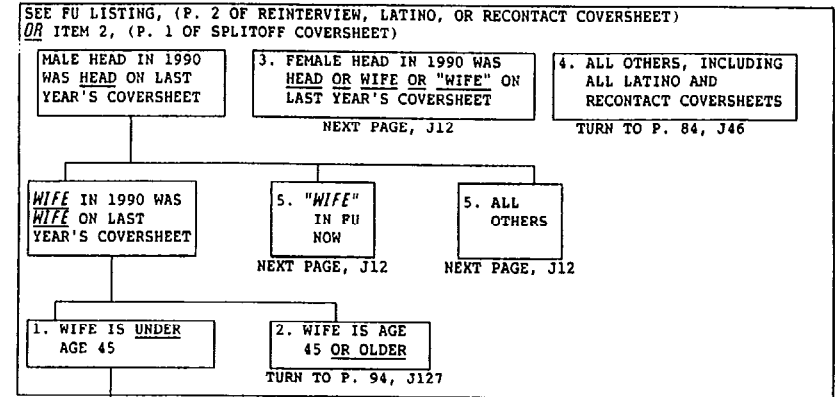 SEE FU LISTING, (P. 2 OF REINTERVIEW, LATINO, OR RECONTACT COVERSHEET)
OR ITEM 2, (P. 1 OF SPLITOFF COVERSHEET)
MALE HEAD IN 1990
WAS HEAD ON LAST
YEAR'S COVERSHEET
3. FEMALE HEAD IN 1990 WAS
HEAD OR WIFE OR "WIFE" ON
LAST YEAR'S COVERSHEET
NEXT PAGE, J12
4. ALL OTHERS, INCLUDING
ALL LATINO AND
RECONTACT COVERSHEETS
TURN TO P. 84, J46
WIFE IN 1990 WAS
WIFE ON LAST
YEAR'S COVERSHEET
5. "WIFE"
IN FU
NOW
NEXT PAGE, J12
5. ALL
OTHERS
NEXT PAGE, J12
1. WIFE IS UNDER
AGE 45
2. WIFE IS AGE
45 OR OLDER
TURN TO P. 94, J127